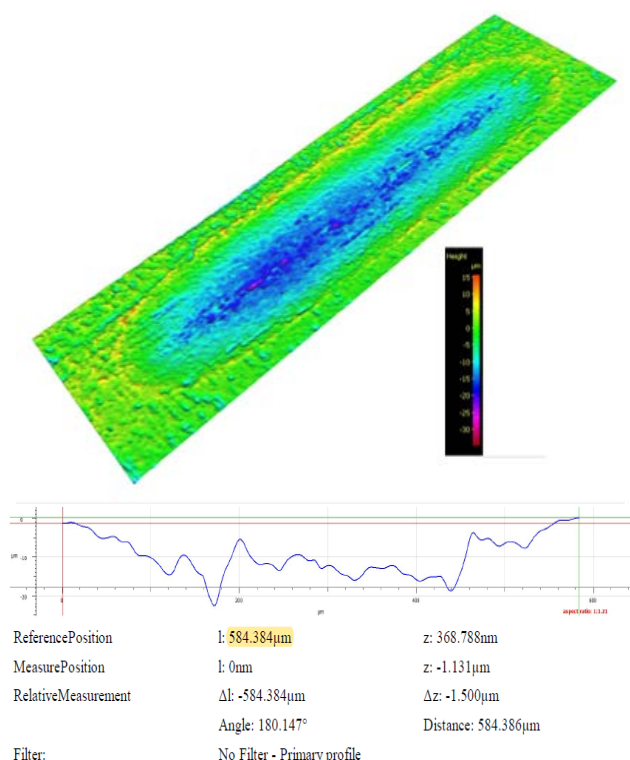 Height
µm
15
10
5
0
-5
-10
-15
-20
-25
-30
0
µm -10
-20
0 200 400 600
µm
aspect ratio: 1:3.21
ReferencePosition l: 584.384µm z: 368.788nm
MeasurePosition l: 0nm z: -1.131µm
RelativeMeasurement Δl: -584.384µm Δz: -1.500µm
Angle: 180.147° Distance: 584.386µm
Filter: No Filter - Primary profile